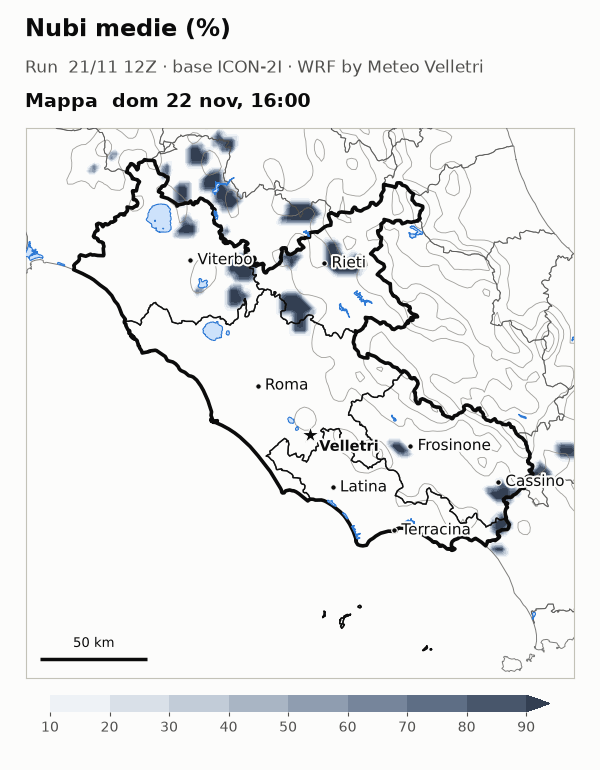 Nubi medie (%)
Run  21/11 12Z · base ICON-2I · WRF by Meteo Velletri
Mappa  dom 22 nov, 16:00
Viterbo
Rieti
Roma
Velletri
Frosinone
Latina
Cassino
Terracina
50 km
10 20 30 40 50 60 70 80 90